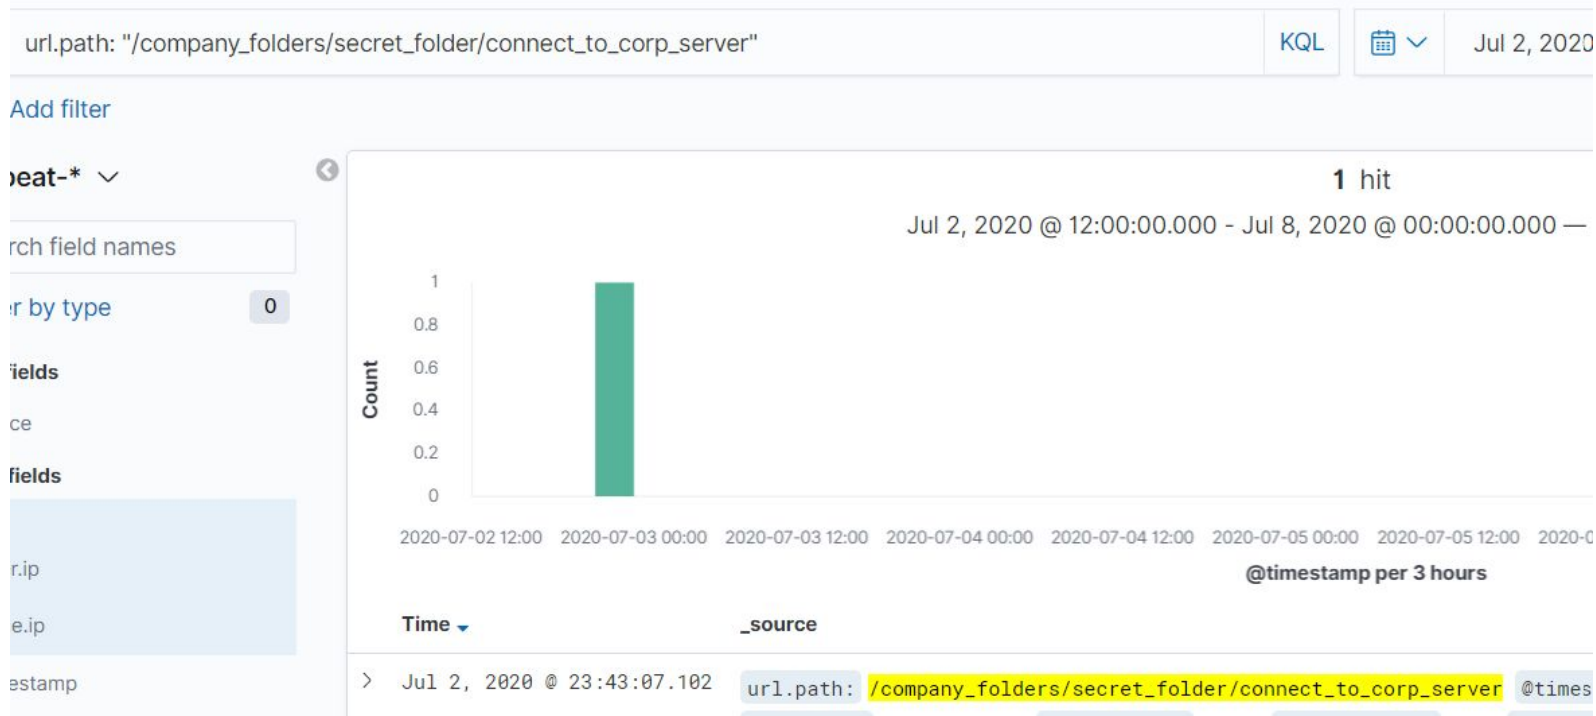 url.path: "/company_folders/secret_folder/connect_to_corp_server" KQL Jul 2, 2020
Add filter
eat-*
1 hit
rch field names
Jul 2, 2020 @ 12:00:00.000 - Jul 8, 2020 @ 00:00:00.000 —
r by type 0
1
0.8
0.6
0.4
0.2
0
Count
ields
ce
fields
r.ip
e.ip
estamp
2020-07-02 12:00 2020-07-03 00:00 2020-07-03 12:00 2020-07-04 00:00 2020-07-04 12:00 2020-07-05 00:00 2020-07-05 12:00 2020-0
@timestamp per 3 hours
Time _source
Jul 2, 2020 @ 23:43:07.102 url.path: /company_folders/secret_folder/connect_to_corp_server @times